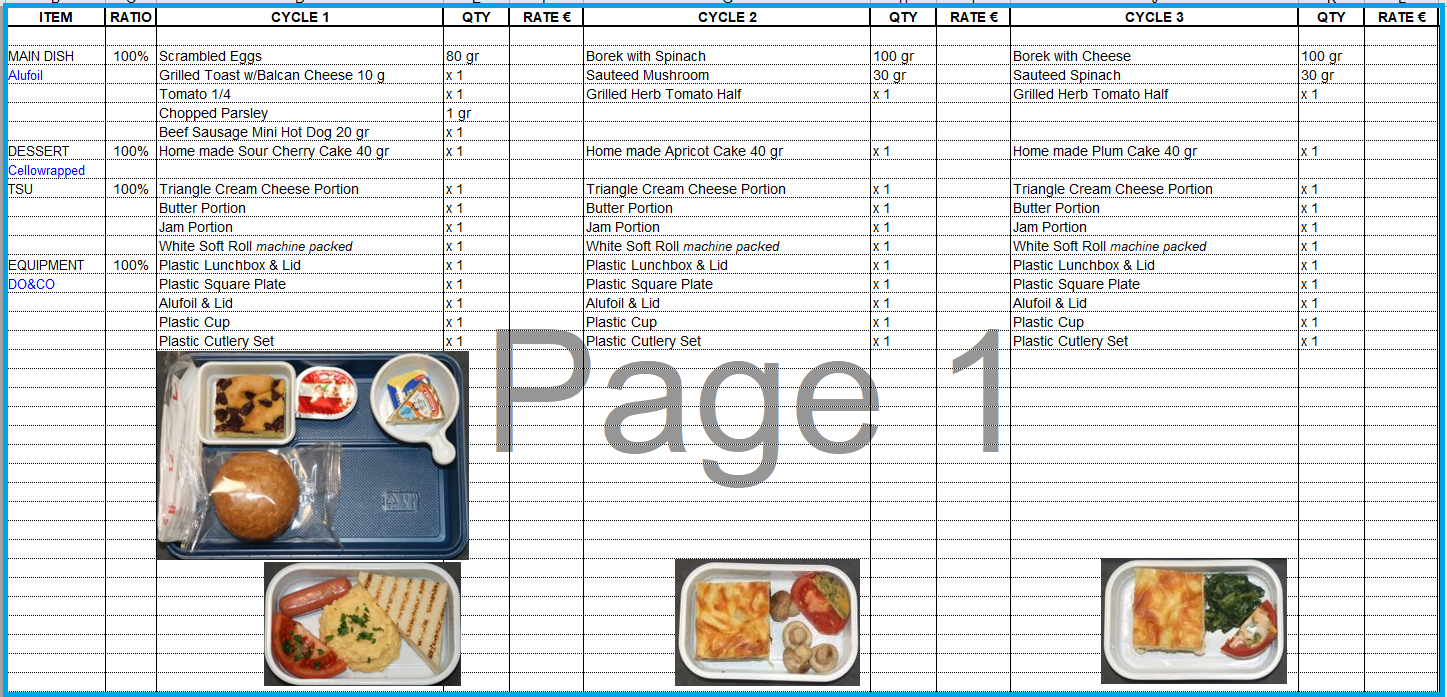 ITEM RATIO CYCLE 1 QTY RATE € CYCLE 2 QTY RATE € CYCLE 3 QTY RATE €
MAIN DISH 100% Scrambled Eggs 80 gr Borek with Spinach 100 gr Borek with Cheese 100 gr
Alufoil Grilled Toast w/Balcan Cheese 10 g x 1 Sauteed Mushroom 30 gr Sauteed Spinach 30 gr
Tomato 1/4 x 1 Grilled Herb Tomato Half x 1 Grilled Herb Tomato Half x 1
Chopped Parsley 1 gr
Beef Sausage Mini Hot Dog 20 gr x 1
DESSERT 100% Home made Sour Cherry Cake 40 gr x 1 Home made Apricot Cake 40 gr x 1 Home made Plum Cake 40 gr x 1
Cellowrapped
TSU 100% Triangle Cream Cheese Portion x 1 Triangle Cream Cheese Portion x 1 Triangle Cream Cheese Portion x 1
Butter Portion x 1 Butter Portion x 1 Butter Portion x 1
Jam Portion x 1 Jam Portion x 1 Jam Portion x 1
White Soft Roll machine packed x 1 White Soft Roll machine packed x 1 White Soft Roll machine packed x 1
EQUIPMENT 100% Plastic Lunchbox & Lid x 1 Plastic Lunchbox & Lid x 1 Plastic Lunchbox & Lid x 1
DO&CO Plastic Square Plate x 1 Plastic Square Plate x 1 Plastic Square Plate x 1
Alufoil & Lid x 1 Alufoil & Lid x 1 Alufoil & Lid x 1
Plastic Cup x 1 Plastic Cup x 1 Plastic Cup x 1
Plastic Cutlery Set x 1 Plastic Cutlery Set x 1 Plastic Cutlery Set x 1
Page 1